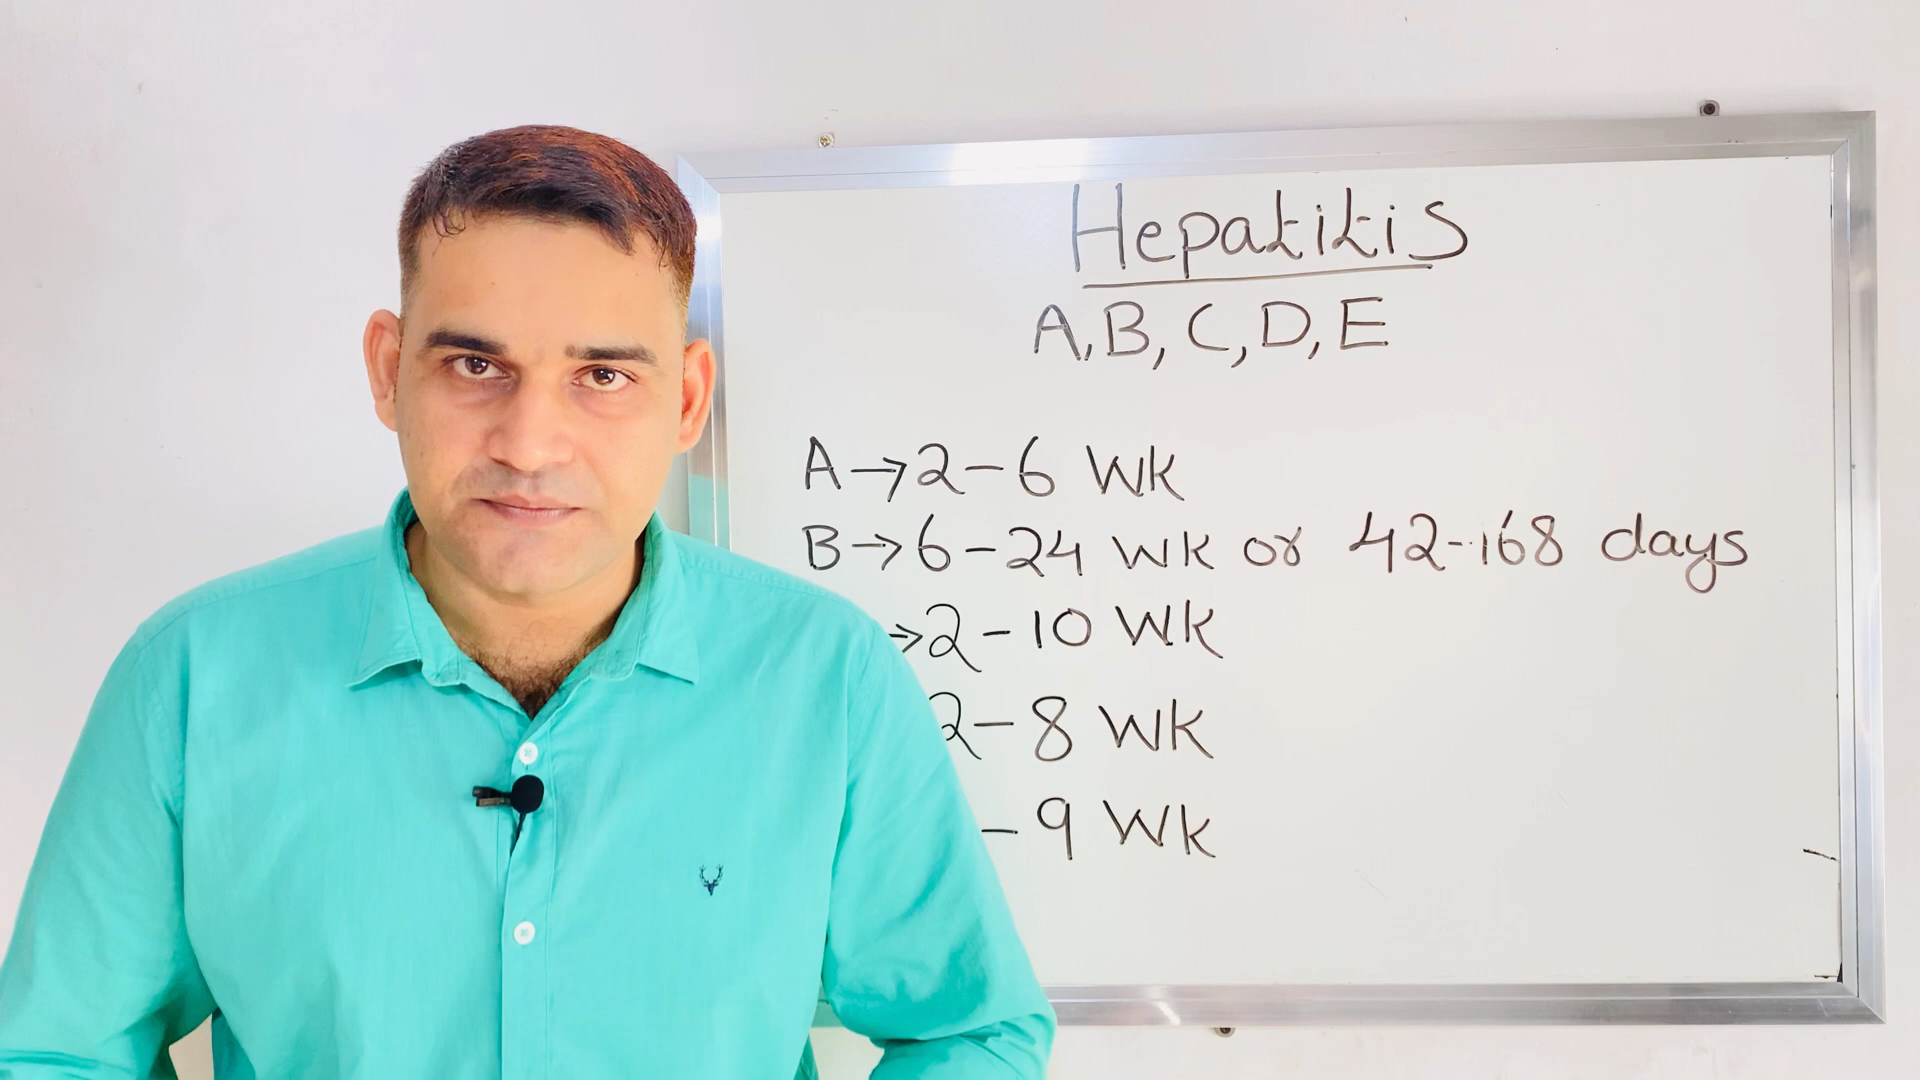 Hepatitis
A, B, C, D, E
A → 2 - 6 WK
B → 6 - 24 WK or 42-168 days
→ 2 - 10 WK
2 - 8 WK
- 9 WK